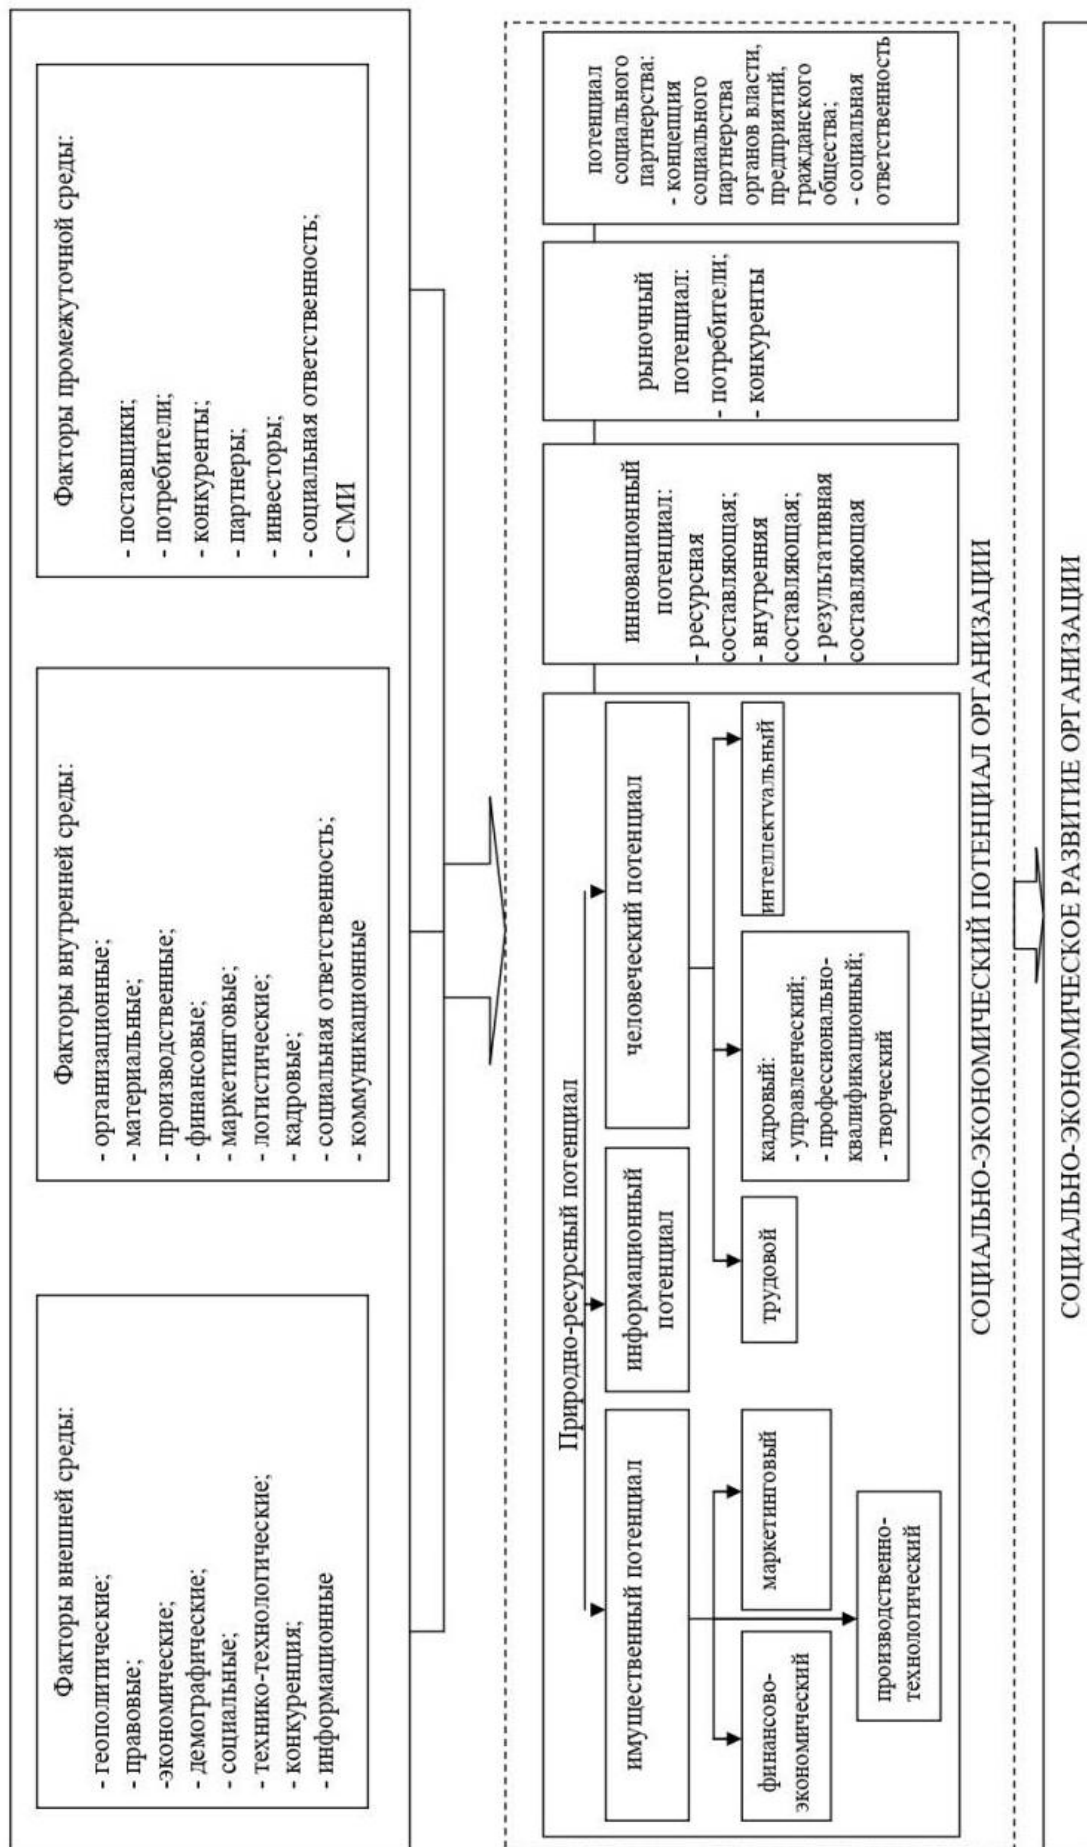 Факторы внешней среды:
- геополитические;
- правовые;
-экономические;
- демографические;
- социальные;
- технико-технологические;
- конкуренция;
- информационные
Факторы внутренней среды:
- организационные;
- материальные;
- производственные;
- финансовые;
- маркетинговые;
- логистические;
- кадровые;
- социальная ответственность;
- коммуникационные
Факторы промежуточной среды:
- поставщики;
- потребители;
- конкуренты;
- партнеры;
- инвесторы;
- социальная ответственность;
- СМИ
Природно-ресурсный потенциал
имущественный потенциал
финансово-
экономический
маркетинговый
производственно-
технологический
информационный
потенциал
человеческий потенциал
трудовой
кадровый:
- управленческий;
- профессионально-
квалификационный;
- творческий
интеллектуальный
инновационный
потенциал:
- ресурсная
составляющая;
- внутренняя
составляющая;
- результативная
составляющая
рыночный
потенциал:
- потребители;
- конкуренты
потенциал
социального
партнерства:
- концепция
социального
партнерства
органов власти,
предприятий,
гражданского
общества;
- социальная
ответственность
СОЦИАЛЬНО-ЭКОНОМИЧЕСКИЙ ПОТЕНЦИАЛ ОРГАНИЗАЦИИ
СОЦИАЛЬНО-ЭКОНОМИЧЕСКОЕ РАЗВИТИЕ ОРГАНИЗАЦИИ